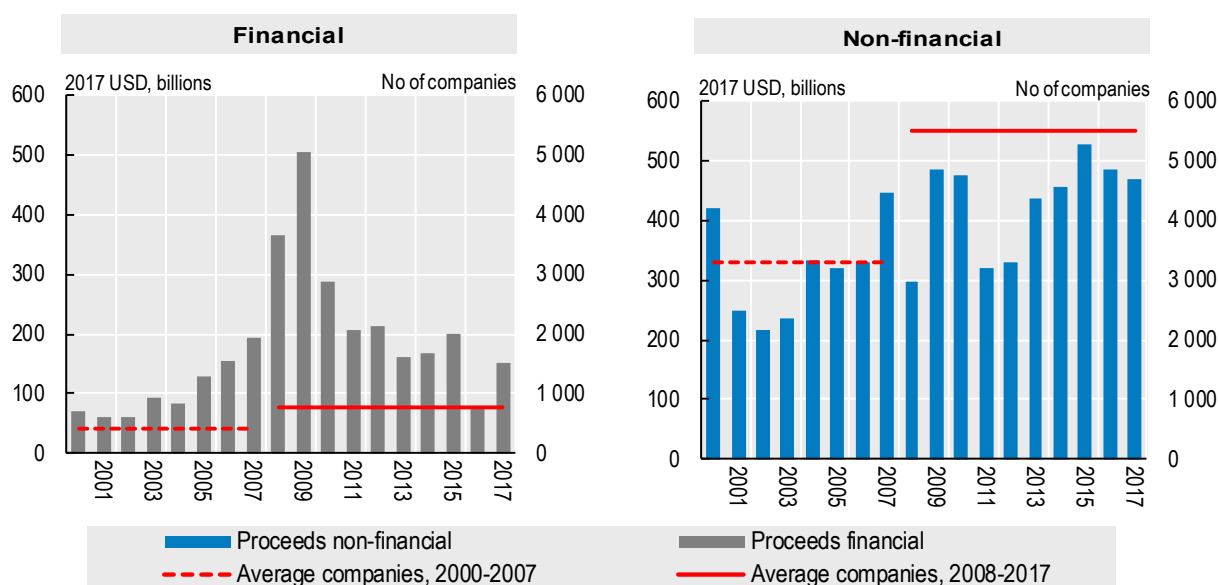 Financial
2017 USD, billions No of companies
600 6 000
500 5 000
400 4 000
300 3 000
200 2 000
100 1 000
0 0
2001 2003 2005 2007 2009 2011 2013 2015 2017
Non-financial
2017 USD, billions No of companies
600 6 000
500 5 000
400 4 000
300 3 000
200 2 000
100 1 000
0 0
2001 2003 2005 2007 2009 2011 2013 2015 2017
Proceeds non-financial Proceeds financial
Average companies, 2000-2007 Average companies, 2008-2017